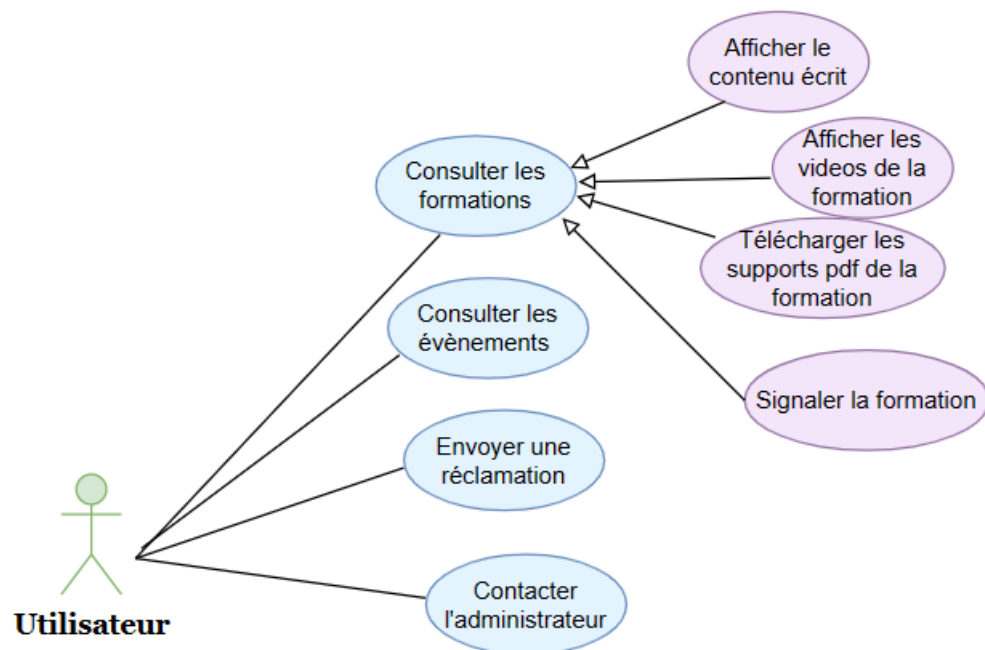 Afficher le
contenu écrit
Afficher les
videos de la
formation
Consulter les
formations
Télécharger les
supports pdf de la
formation
Consulter les
évènements
Signaler la formation
Envoyer une
réclamation
Contacter
l'administrateur
Utilisateur